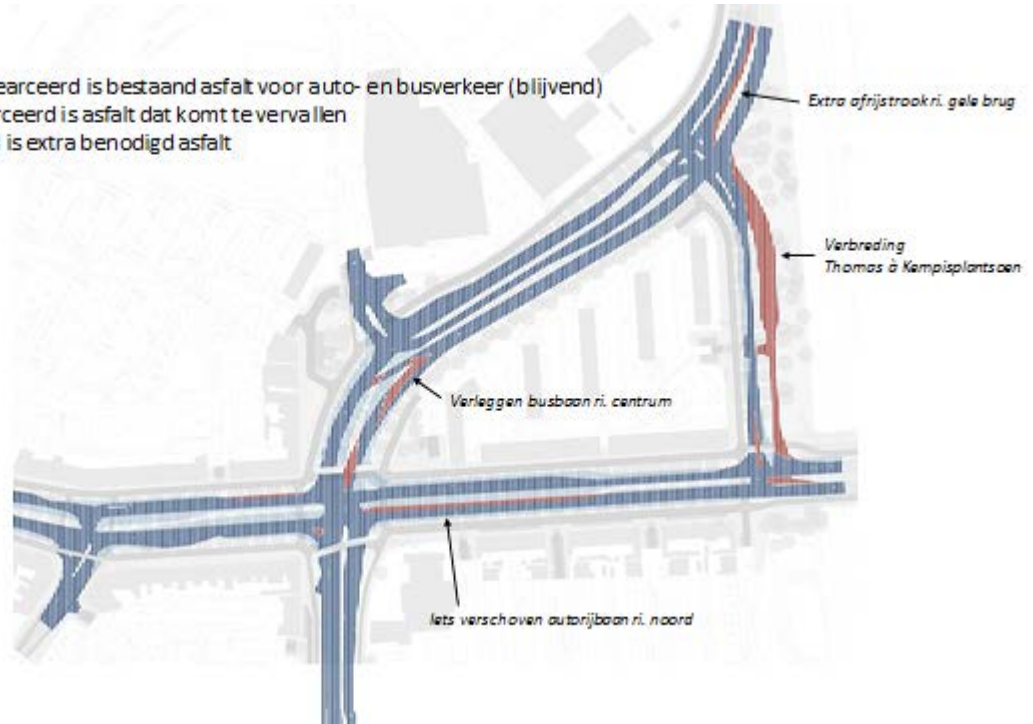 earceerd is bestaand asfalt voor auto- en busverkeer (blijvend)
rceerd is asfalt dat komt te vervallen
is extra benodigd asfalt
Extra afrijstrook ri. gele brug
Verbreding
Thomas à Kempisplantsoen
Verleggen busbaan ri. centrum
Iets verschoven autorijbaan ri. noord